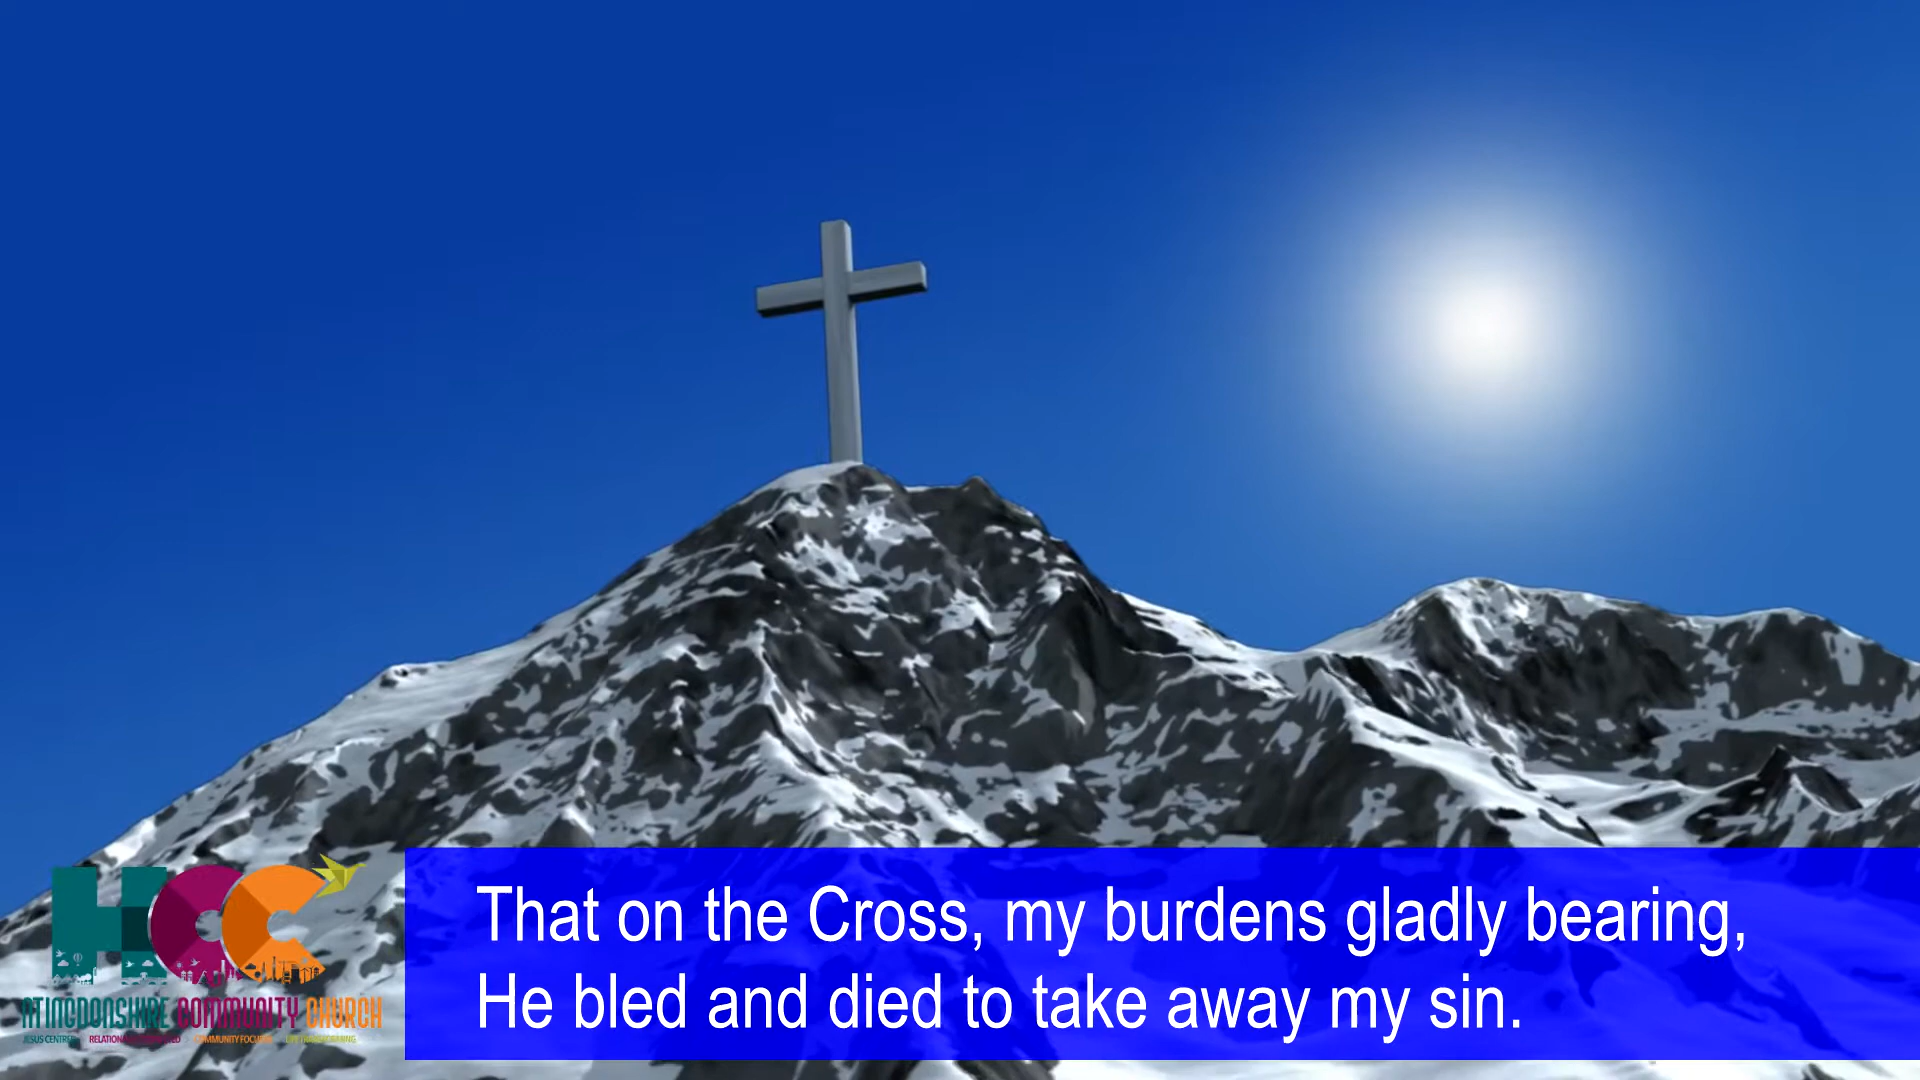 That on the Cross, my burdens gladly bearing,
He bled and died to take away my sin.
HCC
COMMUNITY CHURCH